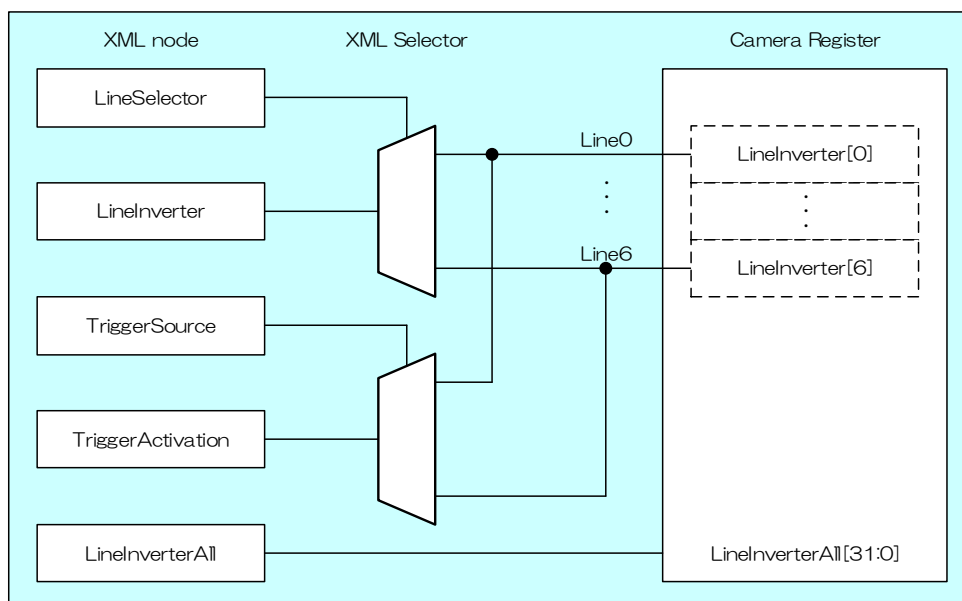 XML node
XML Selector
Camera Register
LineSelector
LineInverter
TriggerSource
TriggerActivation
LineInverterAll
Line0
Line6
LineInverter[0]
LineInverter[6]
LineInverterAll[31:0]